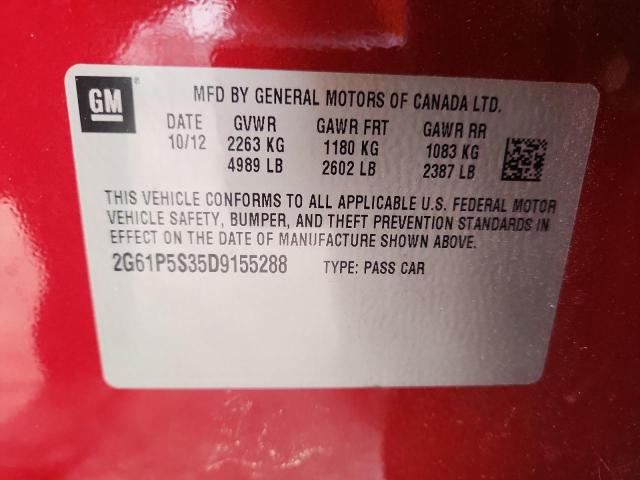 GM
MFD BY GENERAL MOTORS OF CANADA LTD.
DATE GVWR GAWR FRT GAWR RR
10/12 2263 KG 1180 KG 1083 KG
4989 LB 2602 LB 2387 LB
THIS VEHICLE CONFORMS TO ALL APPLICABLE U.S. FEDERAL MOTOR
VEHICLE SAFETY, BUMPER, AND THEFT PREVENTION STANDARDS IN
EFFECT ON THE DATE OF MANUFACTURE SHOWN ABOVE.
2G61P5S35D9155288 TYPE: PASS CAR